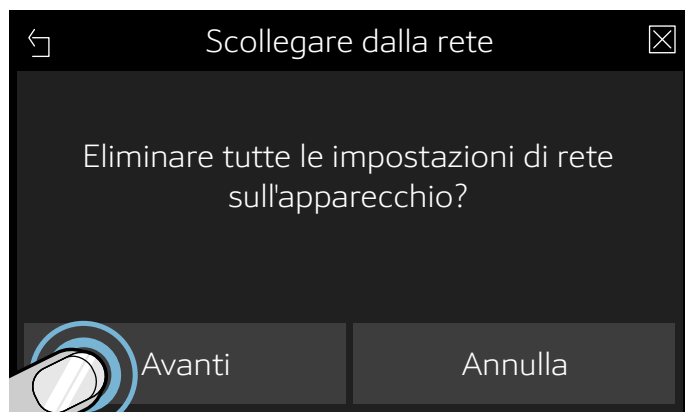 Scollegare dalla rete
Eliminare tutte le impostazioni di rete
sull'apparecchio?
Avanti
Annulla